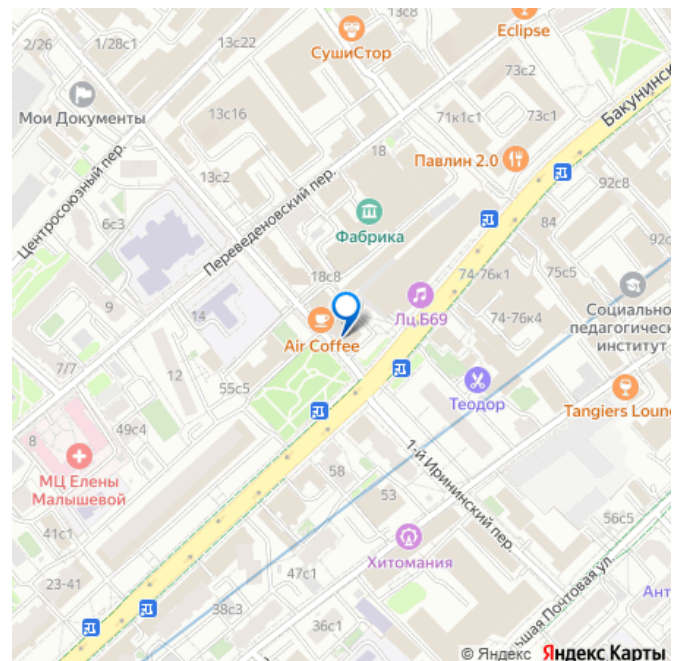 13с8
Eclipse
2/26
1/28с1
13с22
СушиСтор
73с2
Бакунинск
Мои Документы
13с16
71к1с1
73с1
18
Павлин 2.0
Центросоюзный пер.
13с2
Переведеновский пер.
92с8
6с3
Фабрика
84
92с
9
18с8
74-76к1
75с5
14
Air Coffee
Лц Б69
74-76к4
Социально
педагогическ
институт
7/7
12
55с5
Теодор
Tangiers Loun
8
49с4
МЦ Елены
Малышевой
58
53
1-й Ирининский пер.
41с1
56с5
Хитомания
23-41
47с1
38с3
36с1
льшая Почтовая ул.
Ант
© Яндекс Яндекс Карты